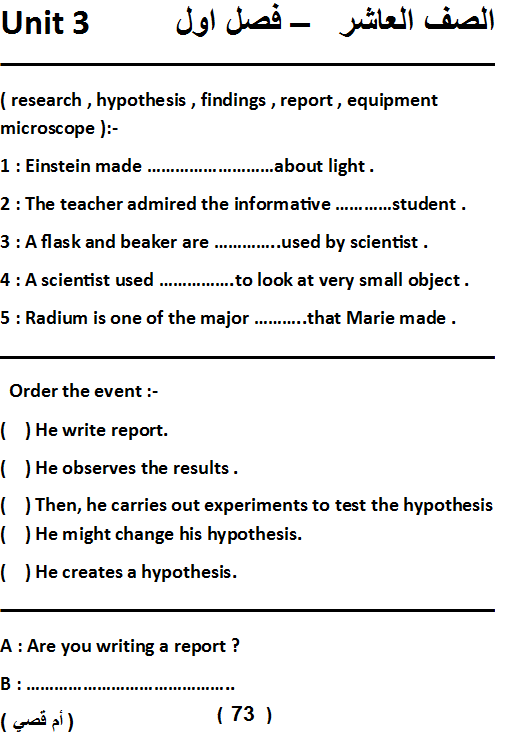 Unit 3 الصف العاشر – فصل اول
( research , hypothesis , findings , report , equipment
microscope ):-
1 : Einstein made ………………………about light .
2 : The teacher admired the informative …………student .
3 : A flask and beaker are …………..used by scientist .
4 : A scientist used …………….to look at very small object .
5 : Radium is one of the major ………..that Marie made .
Order the event :-
( ) He write report.
( ) He observes the results .
( ) Then, he carries out experiments to test the hypothesis
( ) He might change his hypothesis.
( ) He creates a hypothesis.
A : Are you writing a report ?
B : ……………………………………..
( أم قصي ) ( 73 )